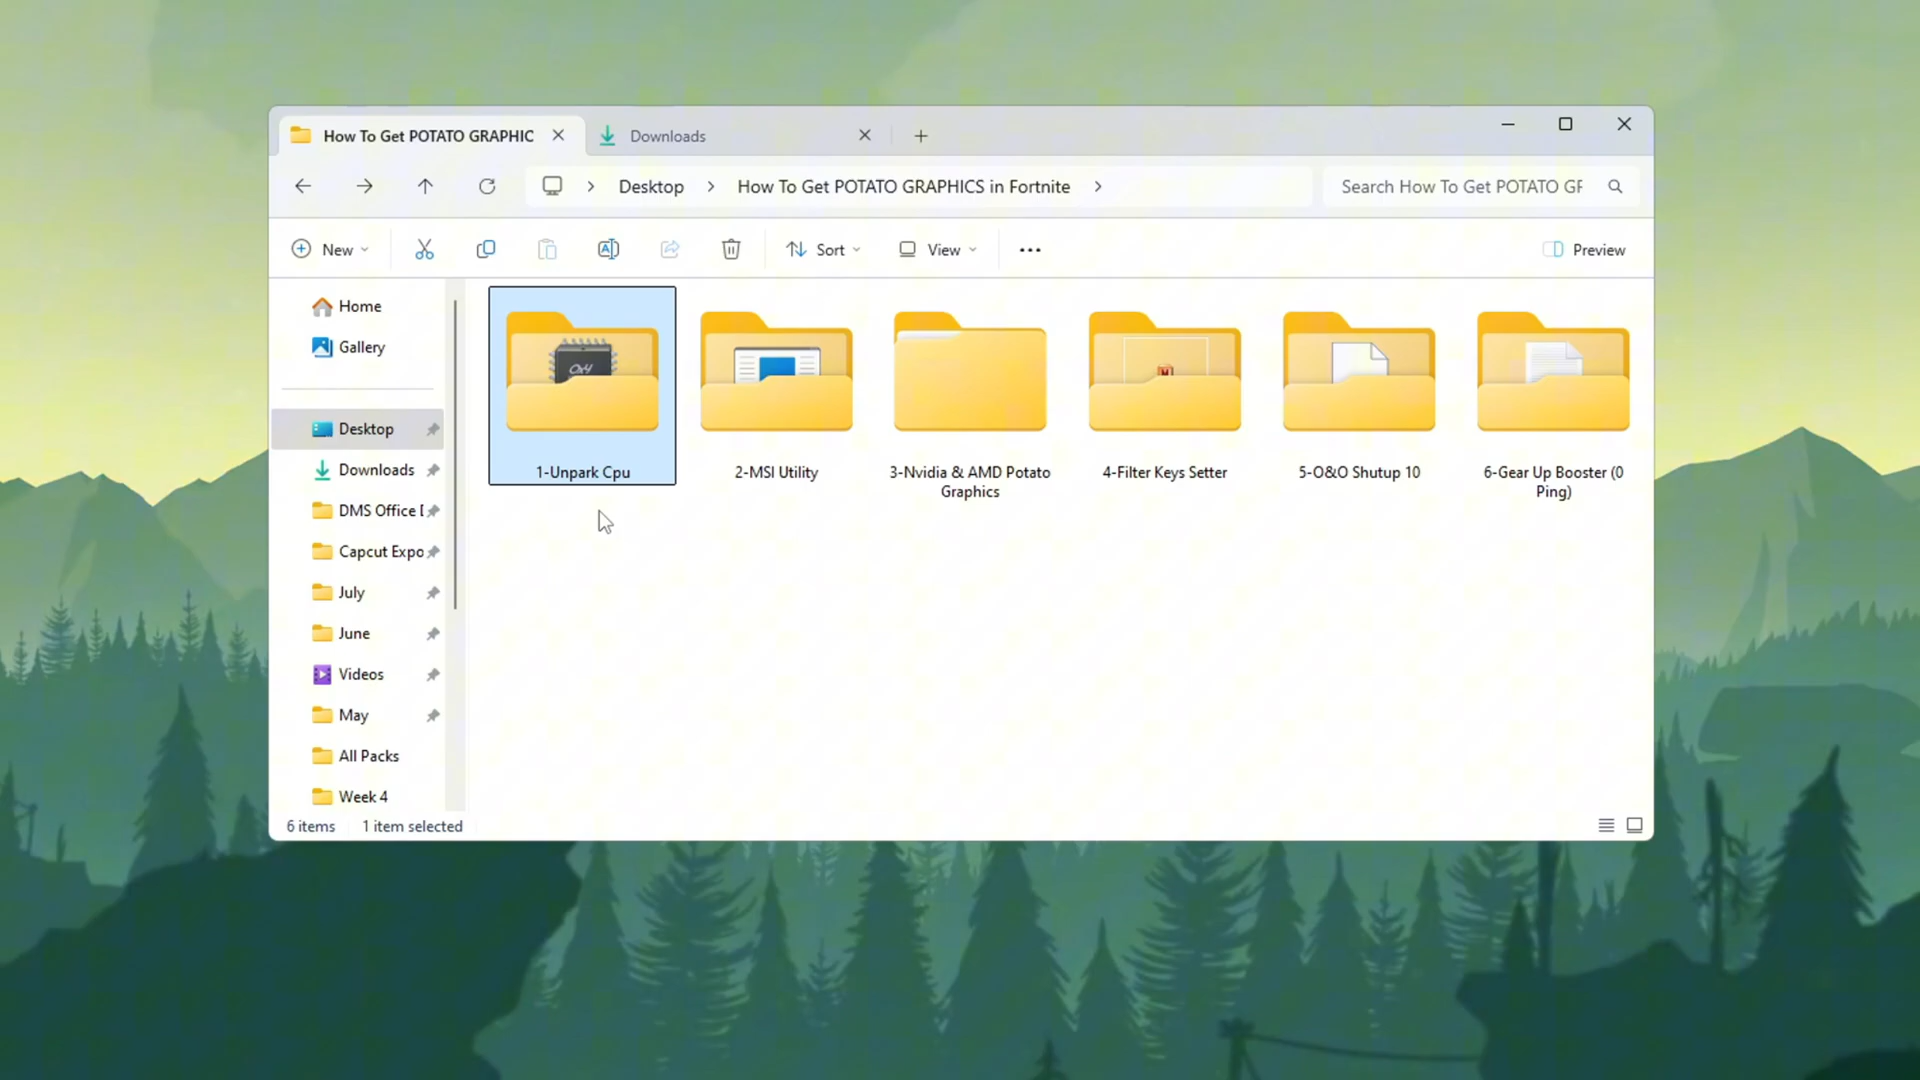 How To Get POTATO GRAPHIC
Downloads
Desktop
How To Get POTATO GRAPHICS in Fortnite
Search How To Get POTATO GF
New
Sort
View
Preview
Home
Gallery
Desktop
Downloads
DMS Office
Capcut Expo
July
June
Videos
May
All Packs
Week 4
1-Unpark Cpu
2-MSI Utility
3-Nvidia & AMD Potato
Graphics
4-Filter Keys Setter
5-O&O Shutup 10
6-Gear Up Booster (0
Ping)
6 items
1 item selected